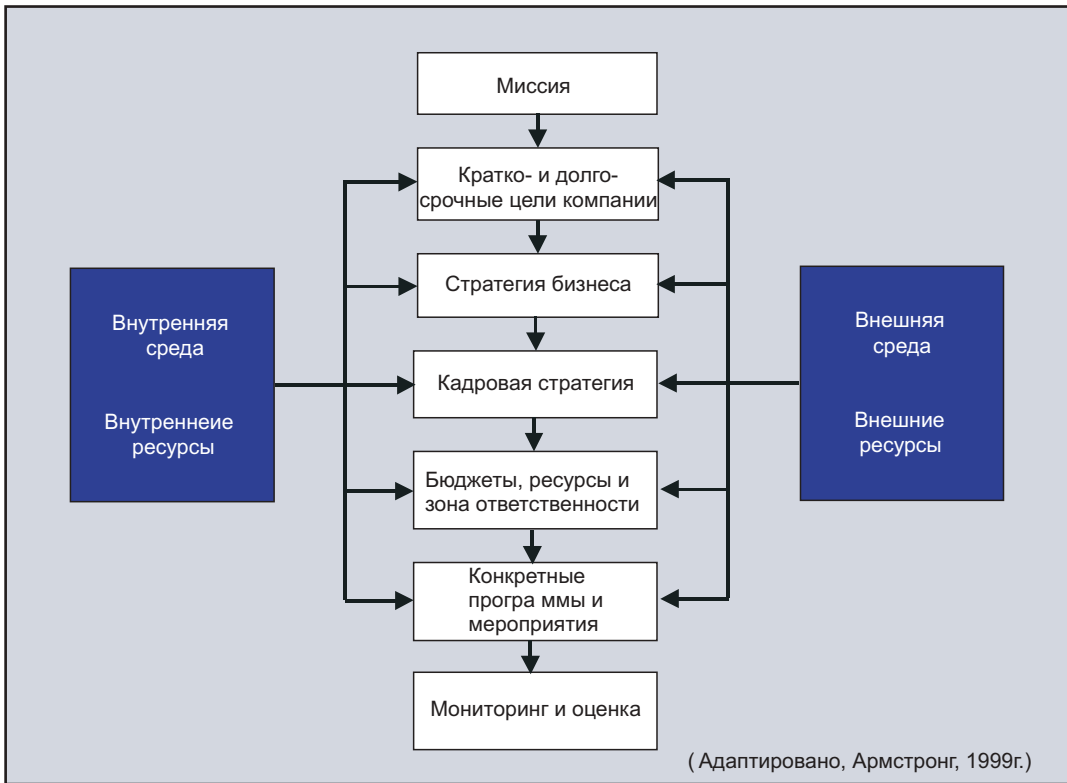 Миссия
Кратко- и долго-
срочные цели компании
Стратегия бизнеса
Внутренняя
среда
Внутреннеие
ресурсы
Кадровая стратегия
Внешняя
среда
Внешние
ресурсы
Бюджеты, ресурсы и
зона ответственности
Конкретные
програ ммы и
мероприятия
Мониторинг и оценка
( Адаптировано, Армстронг, 1999г.)